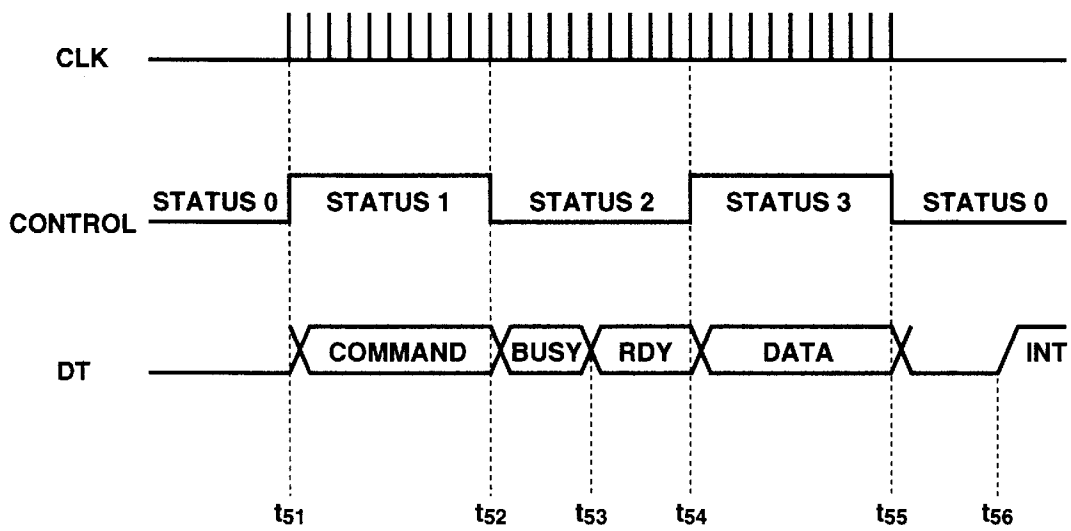 CLK
STATUS 0 STATUS 1 STATUS 2 STATUS 3 STATUS 0
CONTROL
COMMAND BUSY RDY DATA INT
DT
t51 t52 t53 t54 t55 t56